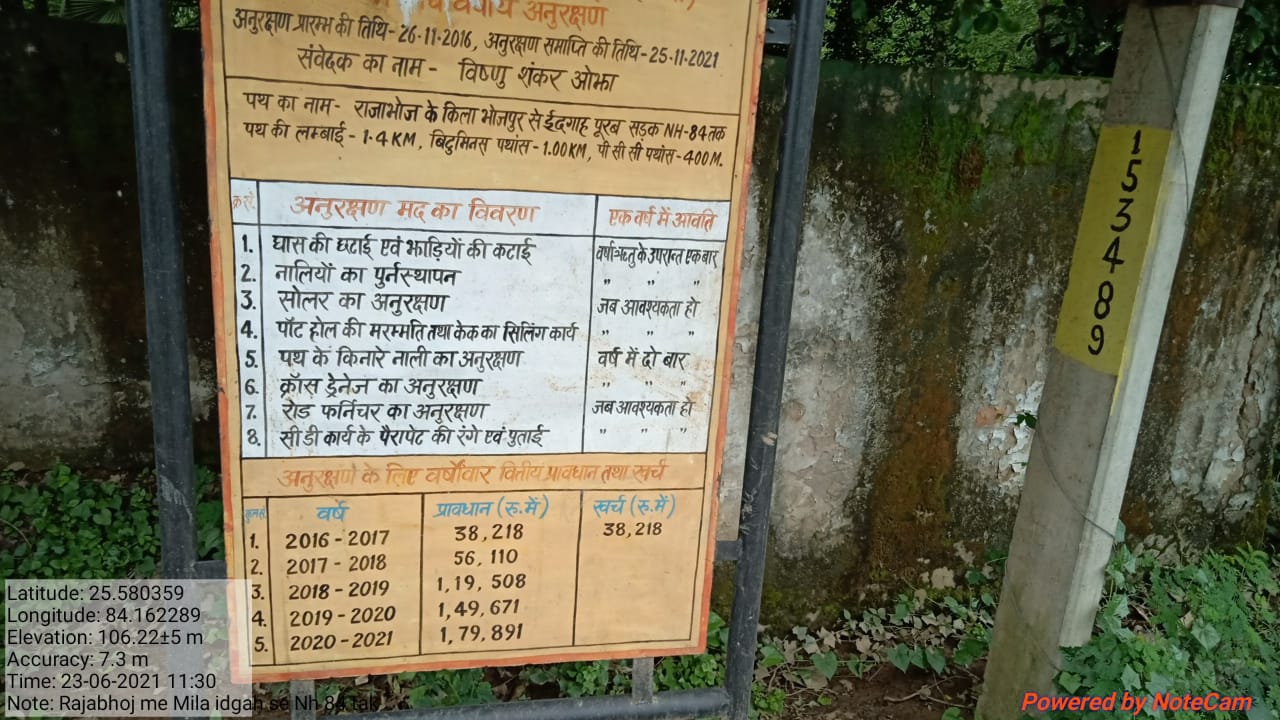 अनुरक्षण
अनुरक्षण प्रारम्भ की तिथि- 26-11-2016, अनुरक्षण समाप्ति की तिथि- 25-11-2021
संवेदक का नाम - विष्णु शंकर ओझा
पथ का नाम- राजाभोज के किला भोजपुर से ईदगाह पूरब सड़क NH-84 तक
पथ की लम्बाई - 1-4 KM, बिटुमिनस पथांस-1.00KM, पी सी सी पथांस-400M.
क्र.सं. अनुरक्षण मद का विवरण एक वर्ष में आवति
1. घास की छटाई एवं झाड़ियों की कटाई वर्षा ऋतु के उपरान्त एक बार
2. नालियों का पुर्नस्थापन " " "
3. सोलर का अनुरक्षण जब आवश्यकता हो
4. पॉट होल की मरम्मति तथा केक का सिलिंग कार्य " " "
5. पथ के किनारे नाली का अनुरक्षण वर्ष में दो बार
6. क्रॉस ड्रेनेज का अनुरक्षण " " "
7. रोड फर्निचर का अनुरक्षण जब आवश्यकता हो
8. सी डी कार्य के पैरापेट की रंगे एवं पुताई " " "
अनुरक्षण के लिए वर्षोंवार वितीय प्रावधान तथा खर्च
वर्ष प्रावधान (रु. में) खर्च (रु. में)
1. 2016 - 2017 38,218 38,218
2. 2017 - 2018 56,110
3. 2018 - 2019 1,19,508
4. 2019 - 2020 1,49,671
5. 2020 - 2021 1,79,891
153489
Latitude: 25.580359
Longitude: 84.162289
Elevation: 106.22±5 m
Accuracy: 7.3 m
Time: 23-06-2021 11:30
Note: Rajabhoj me Mila idgah se Nh 84 tak
Powered by NoteCam